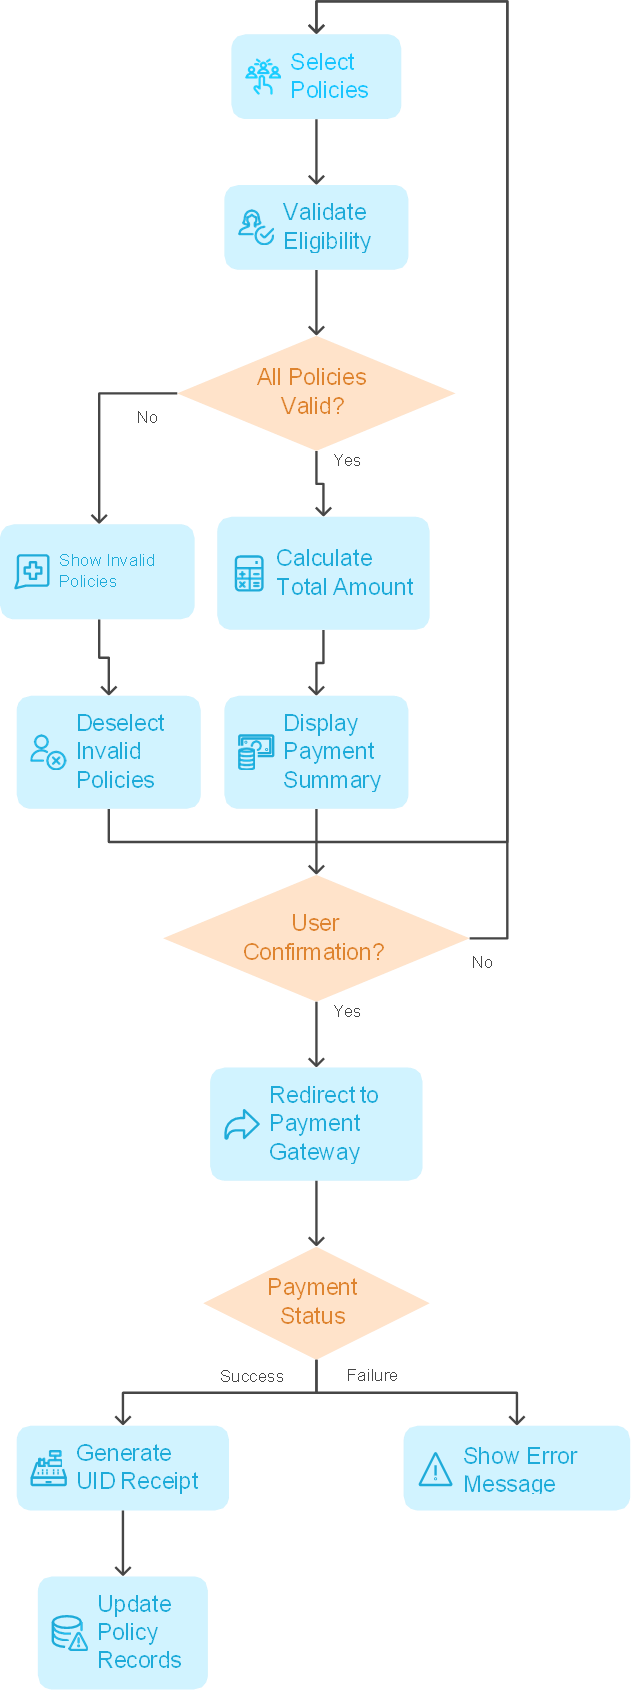 Select
Policies
Validate
Eligibility
All Policies
Valid?
No
Yes
Show Invalid
Policies
Calculate
Total Amount
Deselect
Invalid
Policies
Display
Payment
Summary
User
Confirmation?
No
Yes
Redirect to
Payment
Gateway
Payment
Status
Success
Failure
Generate
UID Receipt
Show Error
Message
Update
Policy
Records